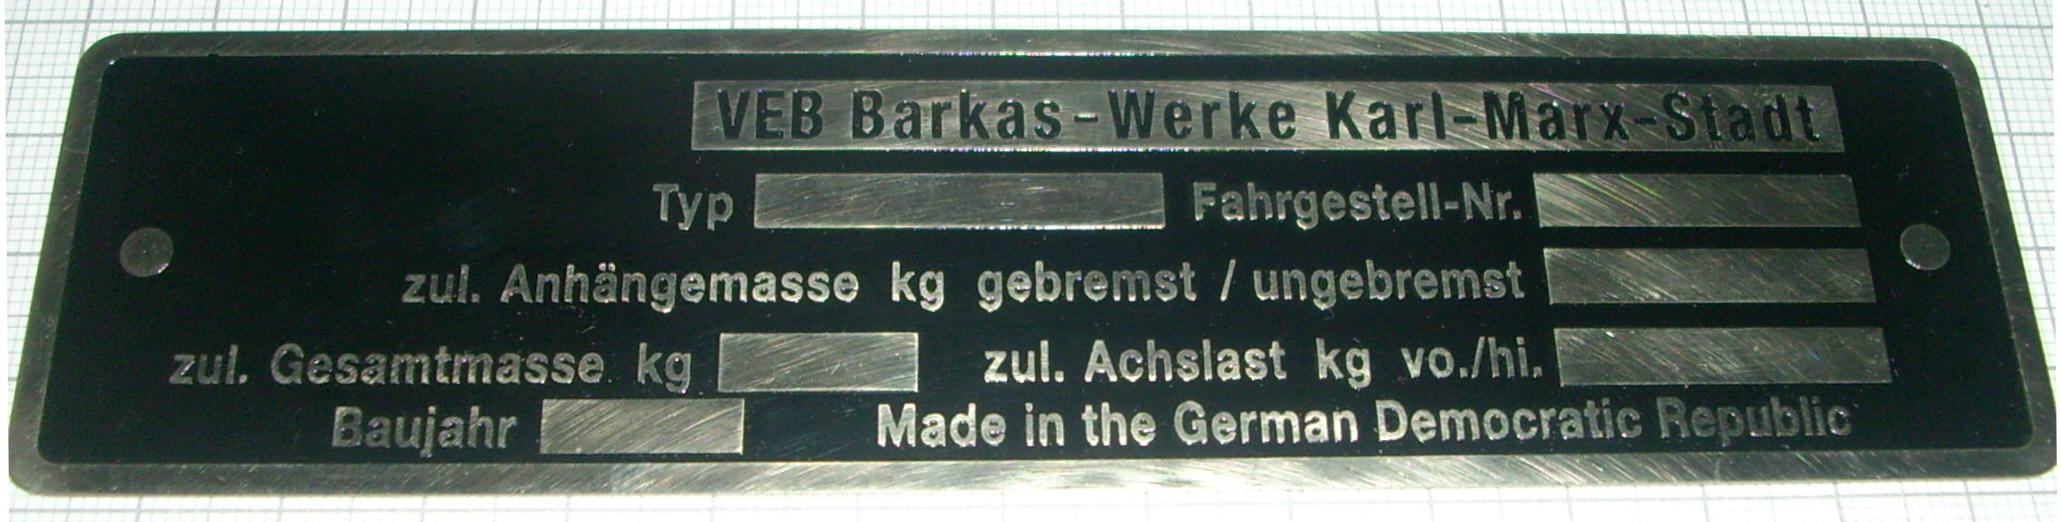 VEB Barkas-Werke Karl-Marx-Stadt
Typ Fahrgestell-Nr.
zul. Anhängemasse kg gebremst / ungebremst
zul. Gesamtmasse kg zul. Achslast kg vo./hi.
Baujahr Made in the German Democratic Republic